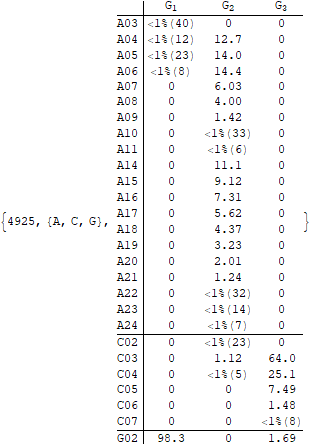 G₁ G₂ G₃
A03 <1%(40) 0 0
A04 <1%(12) 12.7 0
A05 <1%(23) 14.0 0
A06 <1%(8) 14.4 0
A07 0 6.03 0
A08 0 4.00 0
A09 0 1.42 0
A10 0 <1%(33) 0
A11 0 <1%(6) 0
A14 0 11.1 0
A15 0 9.12 0
A16 0 7.31 0
{4925, {A, C, G}, A17 0 5.62 0 }
A18 0 4.37 0
A19 0 3.23 0
A20 0 2.01 0
A21 0 1.24 0
A22 0 <1%(32) 0
A23 0 <1%(14) 0
A24 0 <1%(7) 0
C02 0 <1%(23) 0
C03 0 1.12 64.0
C04 0 <1%(5) 25.1
C05 0 0 7.49
C06 0 0 1.48
C07 0 0 <1%(8)
G02 98.3 0 1.69